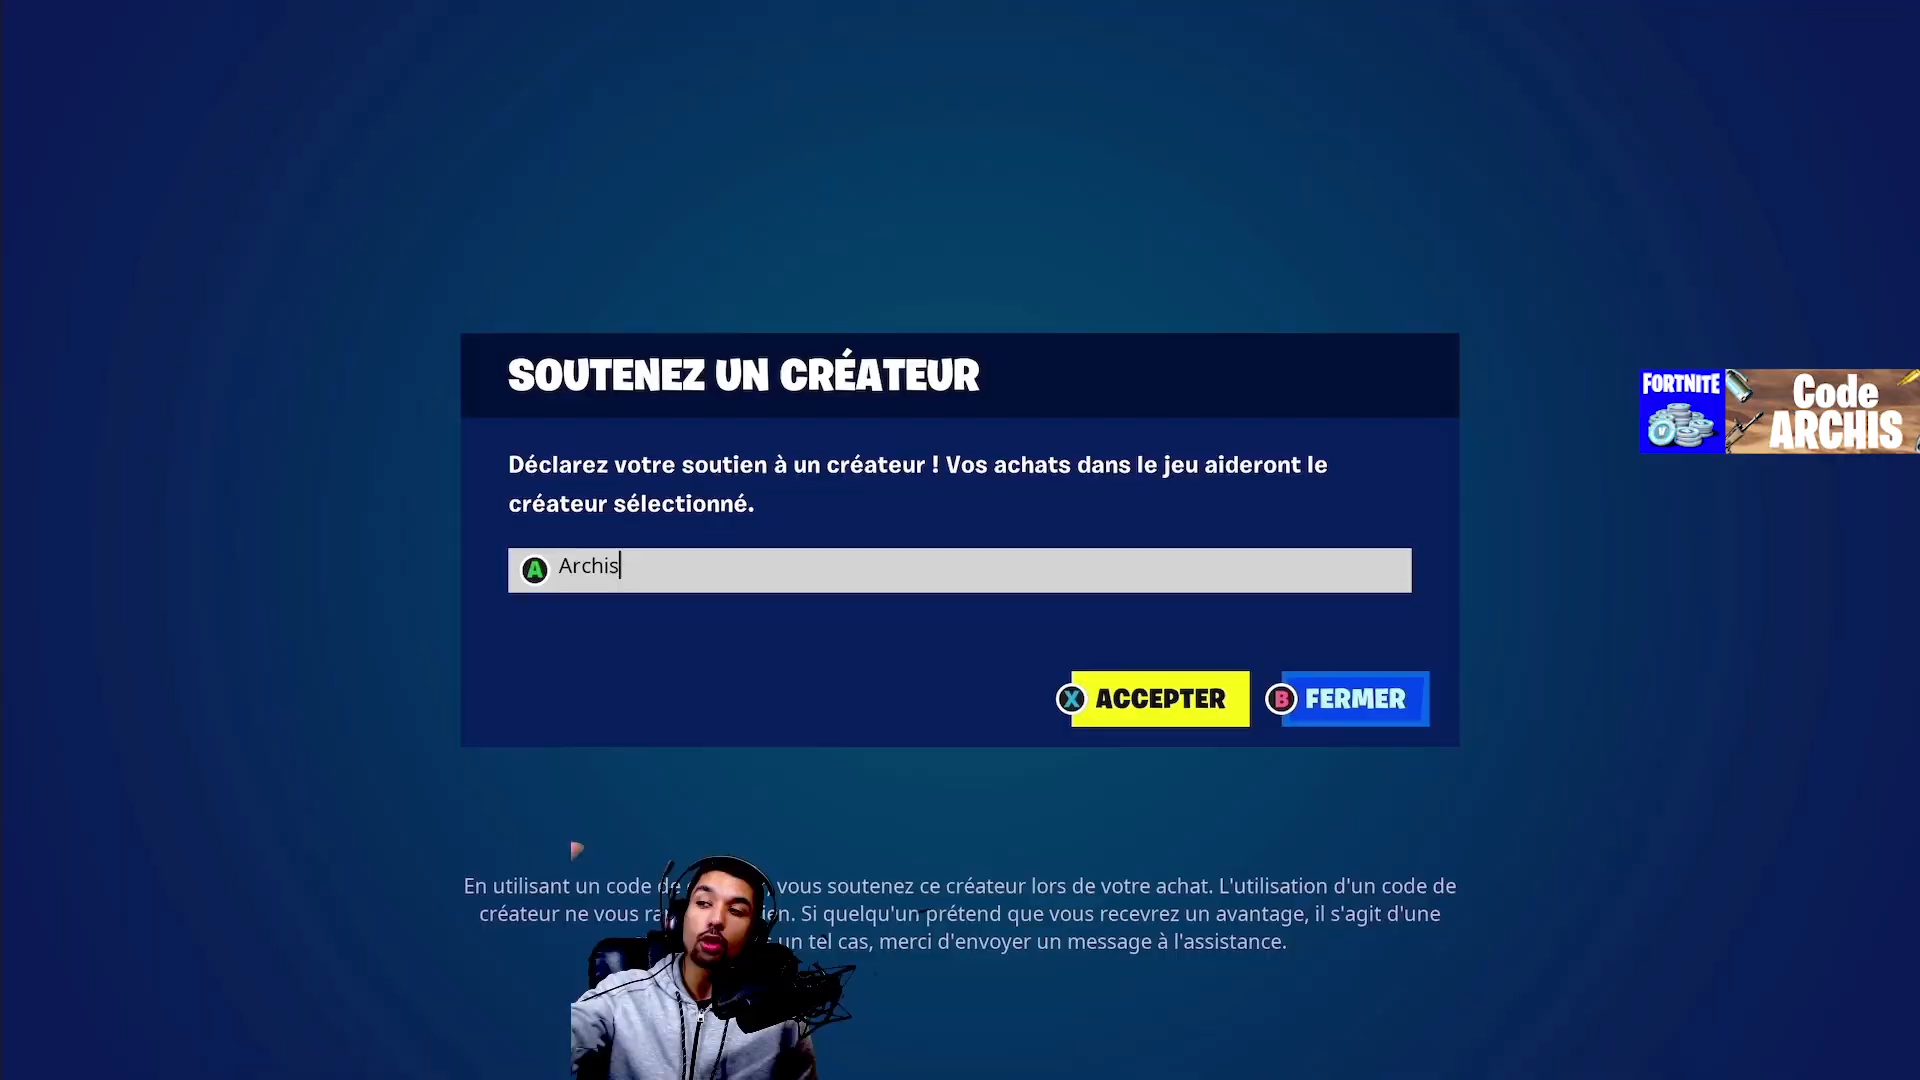 SOUTENEZ UN CRÉATEUR
Déclarez votre soutien à un créateur ! Vos achats dans le jeu aideront le
créateur sélectionné.
A Archis
X ACCEPTER B FERMER
FORTNITE
Code
ARCHIS
En utilisant un code de vous soutenez ce créateur lors de votre achat. L'utilisation d'un code de
créateur ne vous Si quelqu'un prétend que vous recevrez un avantage, il s'agit d'une
un tel cas, merci d'envoyer un message à l'assistance.